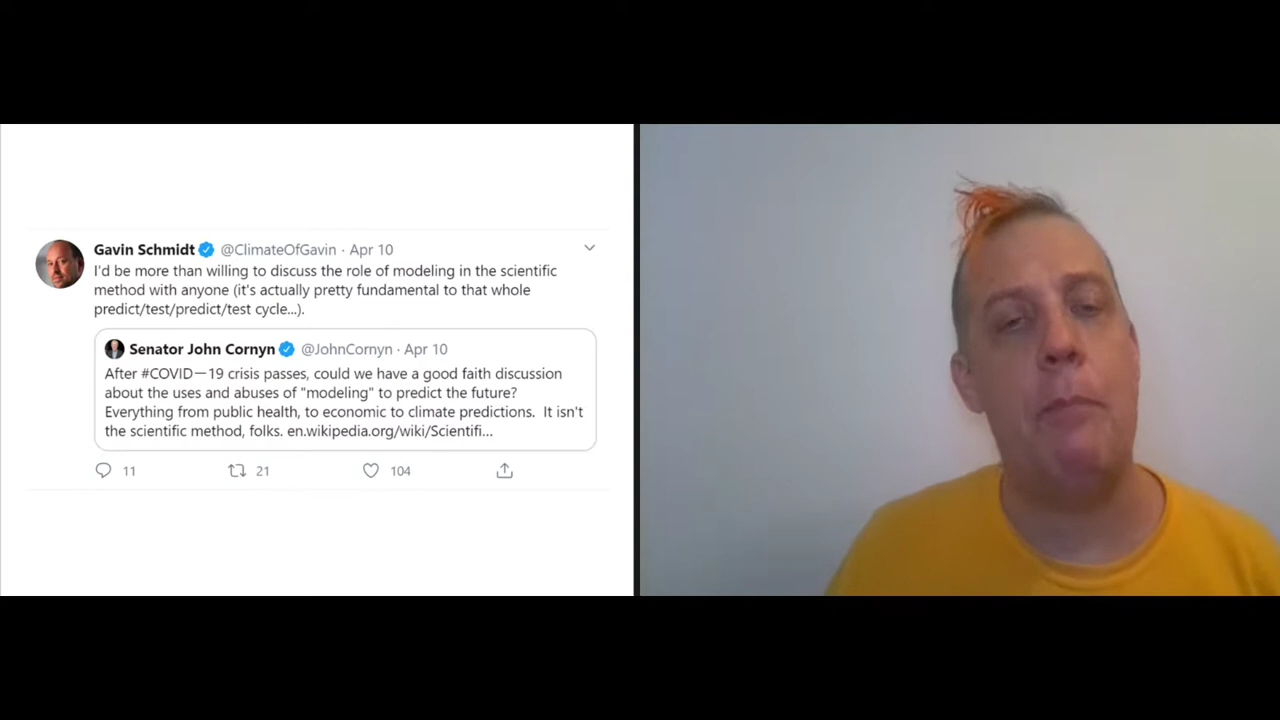 Gavin Schmidt @ClimateOfGavin · Apr 10
I'd be more than willing to discuss the role of modeling in the scientific
method with anyone (it's actually pretty fundamental to that whole
predict/test/predict/test cycle...).
Senator John Cornyn @JohnCornyn · Apr 10
After #COVID—19 crisis passes, could we have a good faith discussion
about the uses and abuses of "modeling" to predict the future?
Everything from public health, to economic to climate predictions. It isn't
the scientific method, folks. en.wikipedia.org/wiki/Scientifi...
11 21 104